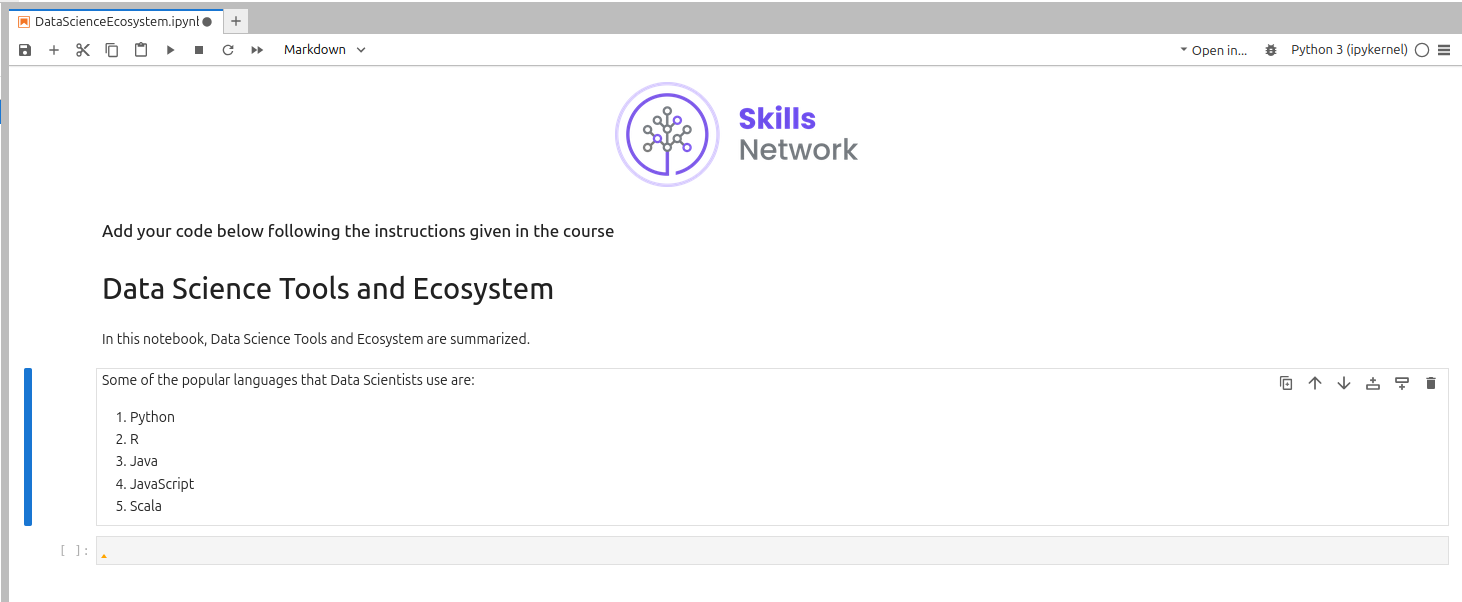 DataScienceEcosystem.ipynb
Markdown
Open in...
Python 3 (ipykernel)
Skills
Network
Add your code below following the instructions given in the course
Data Science Tools and Ecosystem
In this notebook, Data Science Tools and Ecosystem are summarized.
Some of the popular languages that Data Scientists use are:
1. Python
2. R
3. Java
4. JavaScript
5. Scala
[ ]: